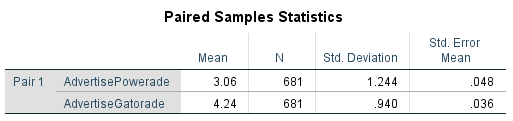 Paired Samples Statistics
Mean N Std. Deviation Std. Error Mean
Pair 1 AdvertisePowerade 3.06 681 1.244 .048
AdvertiseGatorade 4.24 681 .940 .036